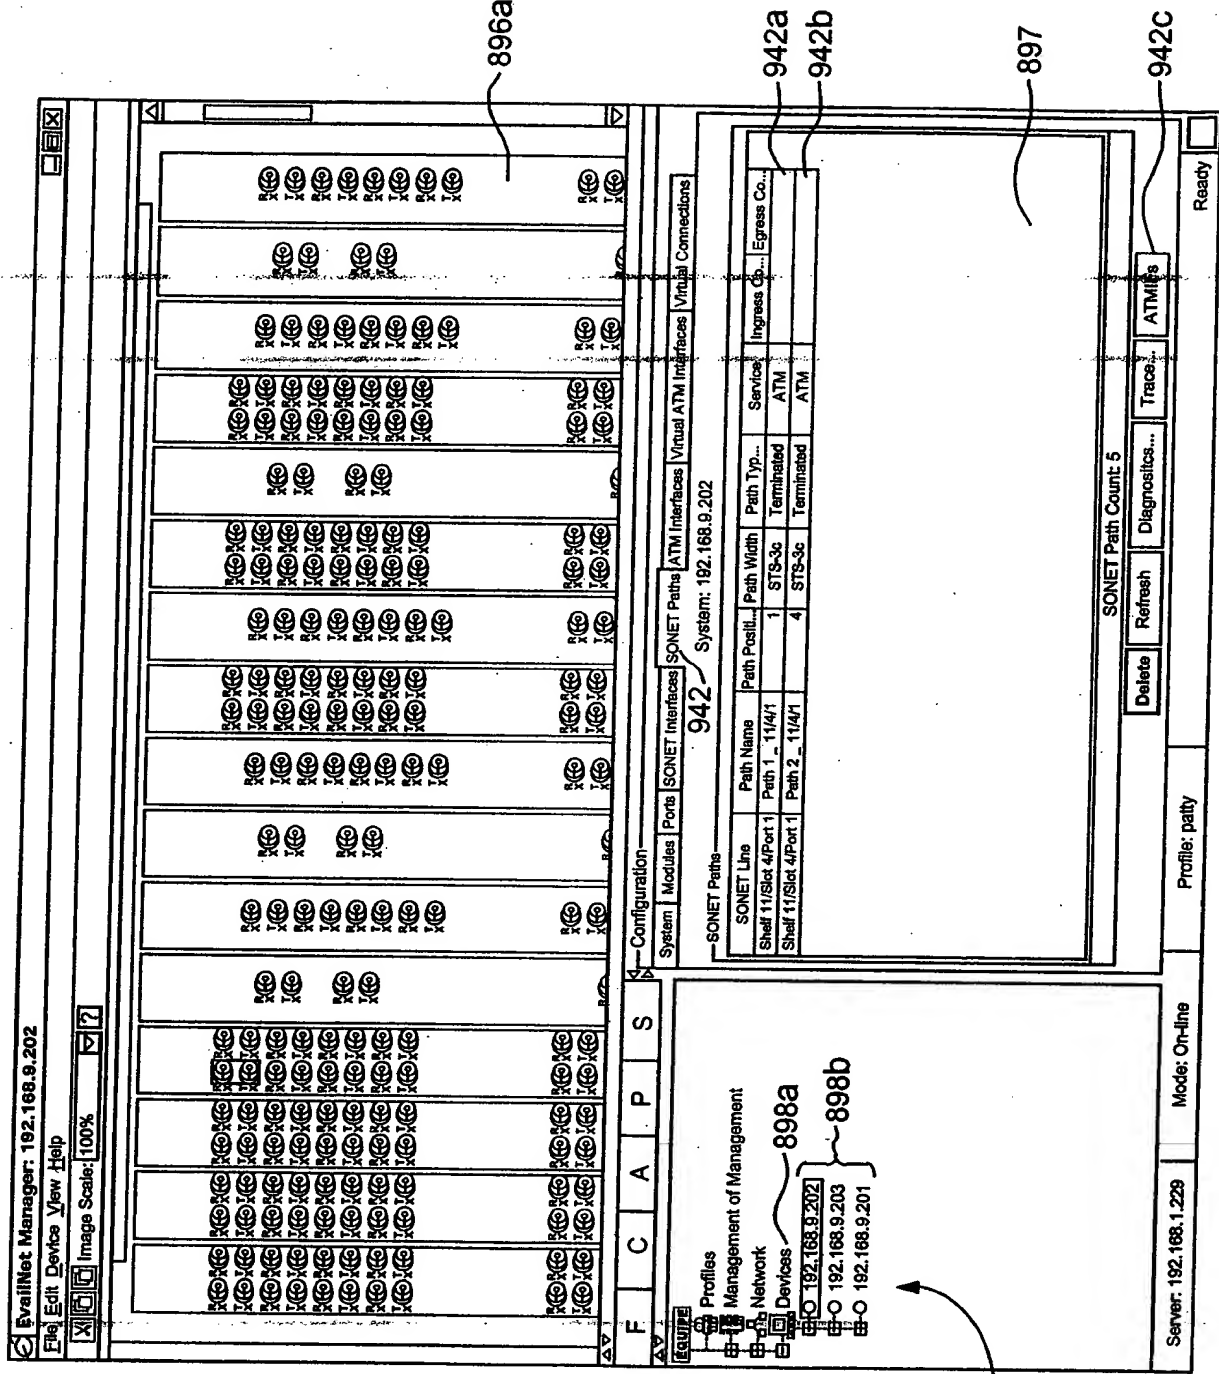 EvailNet Manager: 192.168.9.202
File Edit Device View Help
Image Scale: 100% ?
896a
F C A P S
EQUIPE
Profiles
Management of Management
Network
Devices
898a
192.168.9.202
192.168.9.203
192.168.9.201
898b
Configuration
System Modules Ports SONET Interfaces SONET Paths ATM Interfaces Virtual ATM Interfaces Virtual Connections
942
System: 192.168.9.202
SONET Paths
SONET Line Path Name Path Positi... Path Width Path Typ... Service Ingress Co... Egress Co...
Shelf 11/Slot 4/Port 1 Path 1 _ 11/4/1 1 STS-3c Terminated ATM
Shelf 11/Slot 4/Port 1 Path 2 _ 11/4/1 4 STS-3c Terminated ATM
942a
942b
897
SONET Path Count: 5
Delete Refresh Diagnositcs... Trace... ATMIFs
942c
Server: 192.168.1.229 Mode: On-line Profile: patty Ready